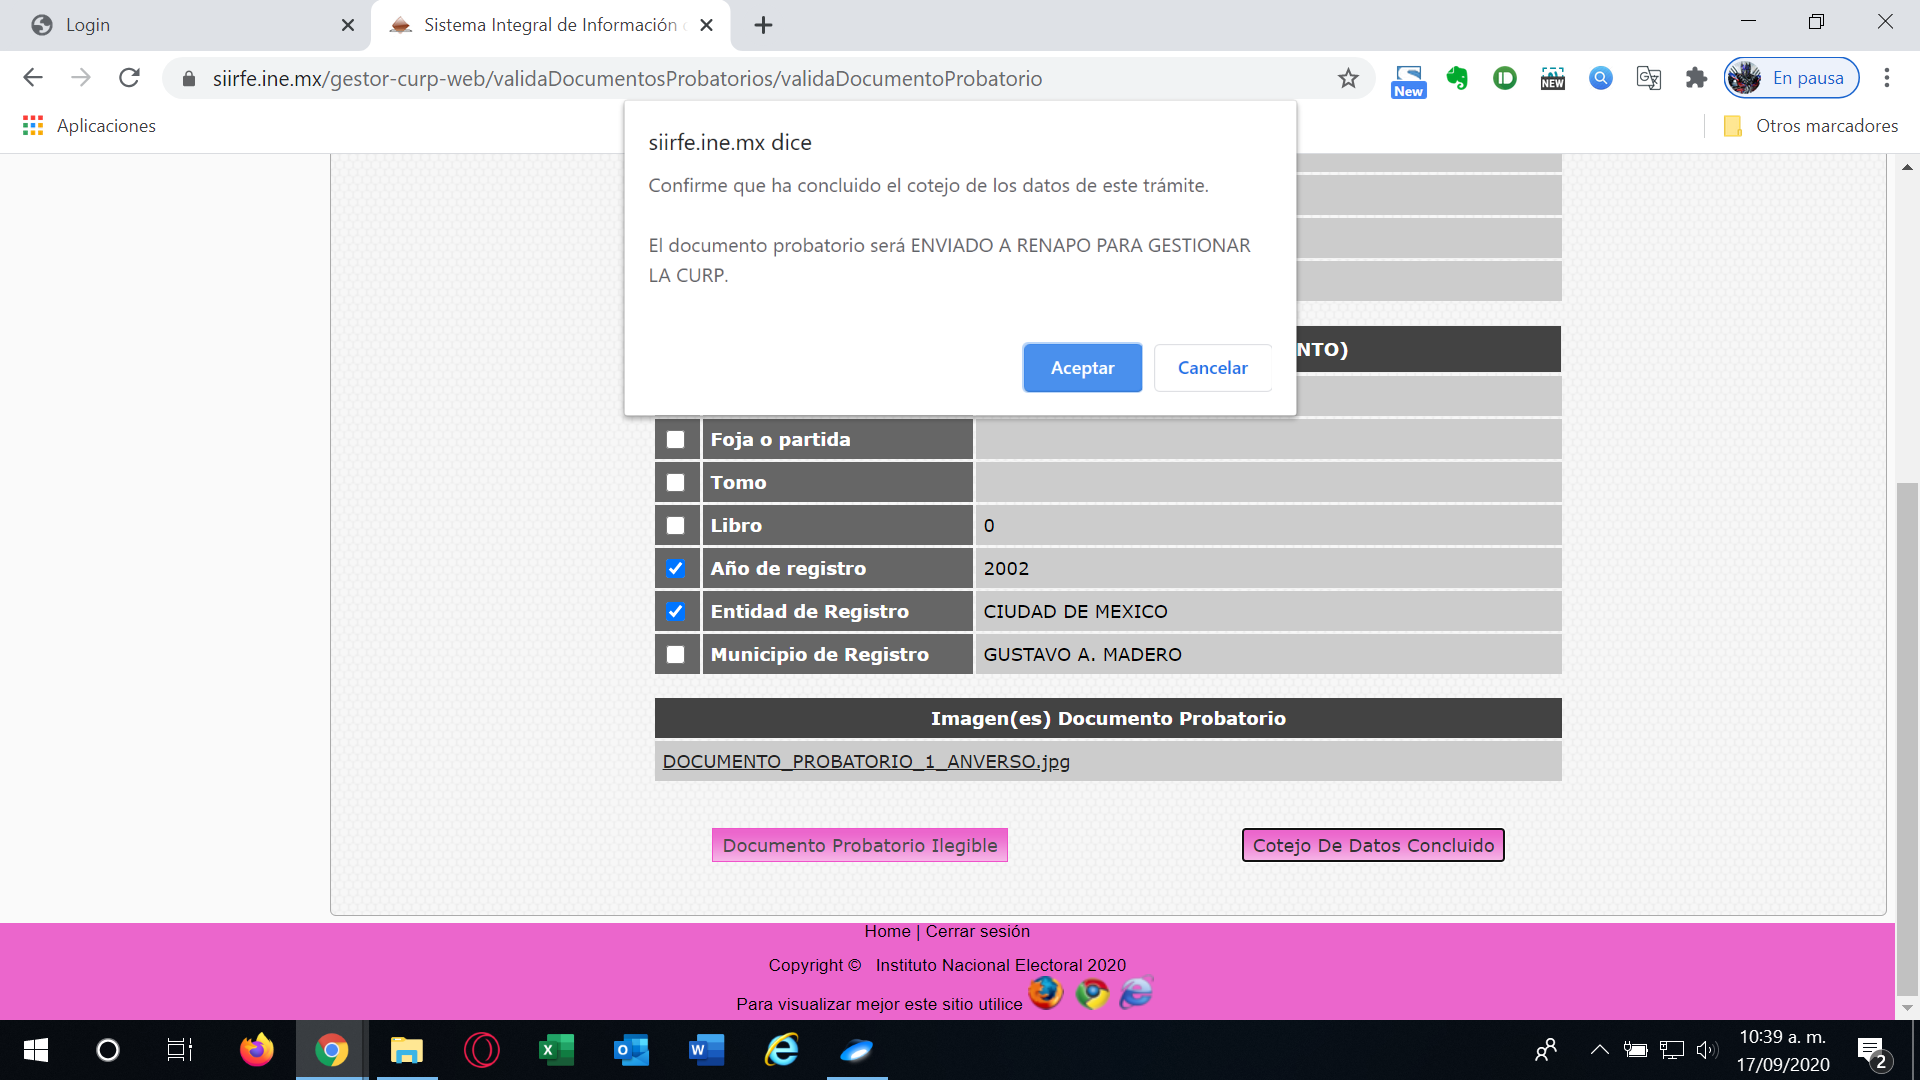 Login
Sistema Integral de Información
siirfe.ine.mx/gestor-curp-web/validaDocumentosProbatorios/validaDocumentoProbatorio
New
NEW
En pausa
Aplicaciones
Otros marcadores
siirfe.ine.mx dice
Confirme que ha concluido el cotejo de los datos de este trámite.
El documento probatorio será ENVIADO A RENAPO PARA GESTIONAR
LA CURP.
Aceptar
Cancelar
NTO)
Foja o partida
Tomo
Libro 0
Año de registro 2002
Entidad de Registro CIUDAD DE MEXICO
Municipio de Registro GUSTAVO A. MADERO
Imagen(es) Documento Probatorio
DOCUMENTO_PROBATORIO_1_ANVERSO.jpg
Documento Probatorio Ilegible
Cotejo De Datos Concluido
Home | Cerrar sesión
Copyright © Instituto Nacional Electoral 2020
Para visualizar mejor este sitio utilice
10:39 a. m.
17/09/2020
2